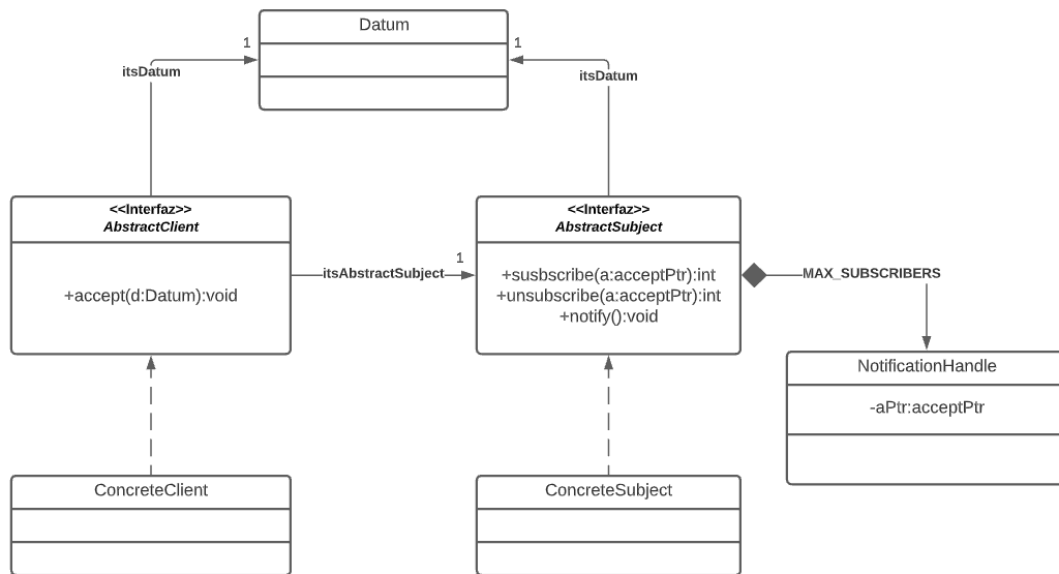 Datum
1
1
itsDatum
itsDatum
<<Interfaz>>
AbstractClient
+accept(d:Datum):void
itsAbstractSubject
1
<<Interfaz>>
AbstractSubject
+susbscribe(a:acceptPtr):int
+unsubscribe(a:acceptPtr):int
+notify():void
MAX_SUBSCRIBERS
NotificationHandle
-aPtr:acceptPtr
ConcreteClient
ConcreteSubject